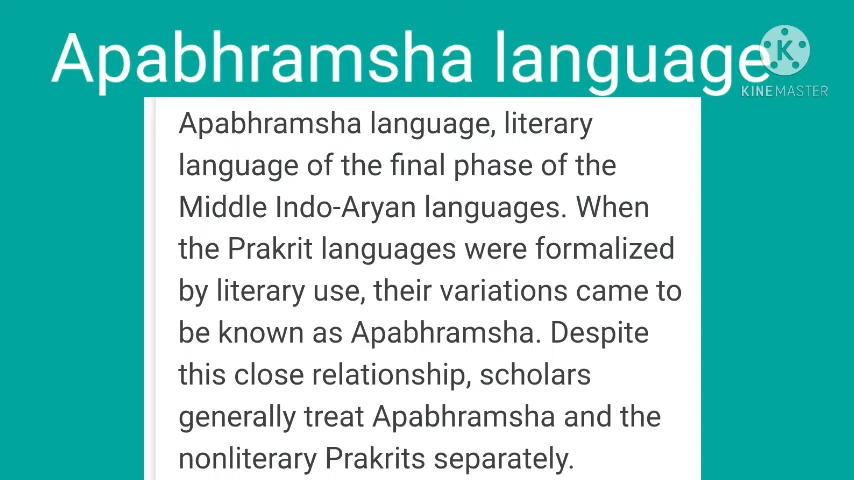 Apabhramsha language
K
KINEMASTER
Apabhramsha language, literary
language of the final phase of the
Middle Indo-Aryan languages. When
the Prakrit languages were formalized
by literary use, their variations came to
be known as Apabhramsha. Despite
this close relationship, scholars
generally treat Apabhramsha and the
nonliterary Prakrits separately.